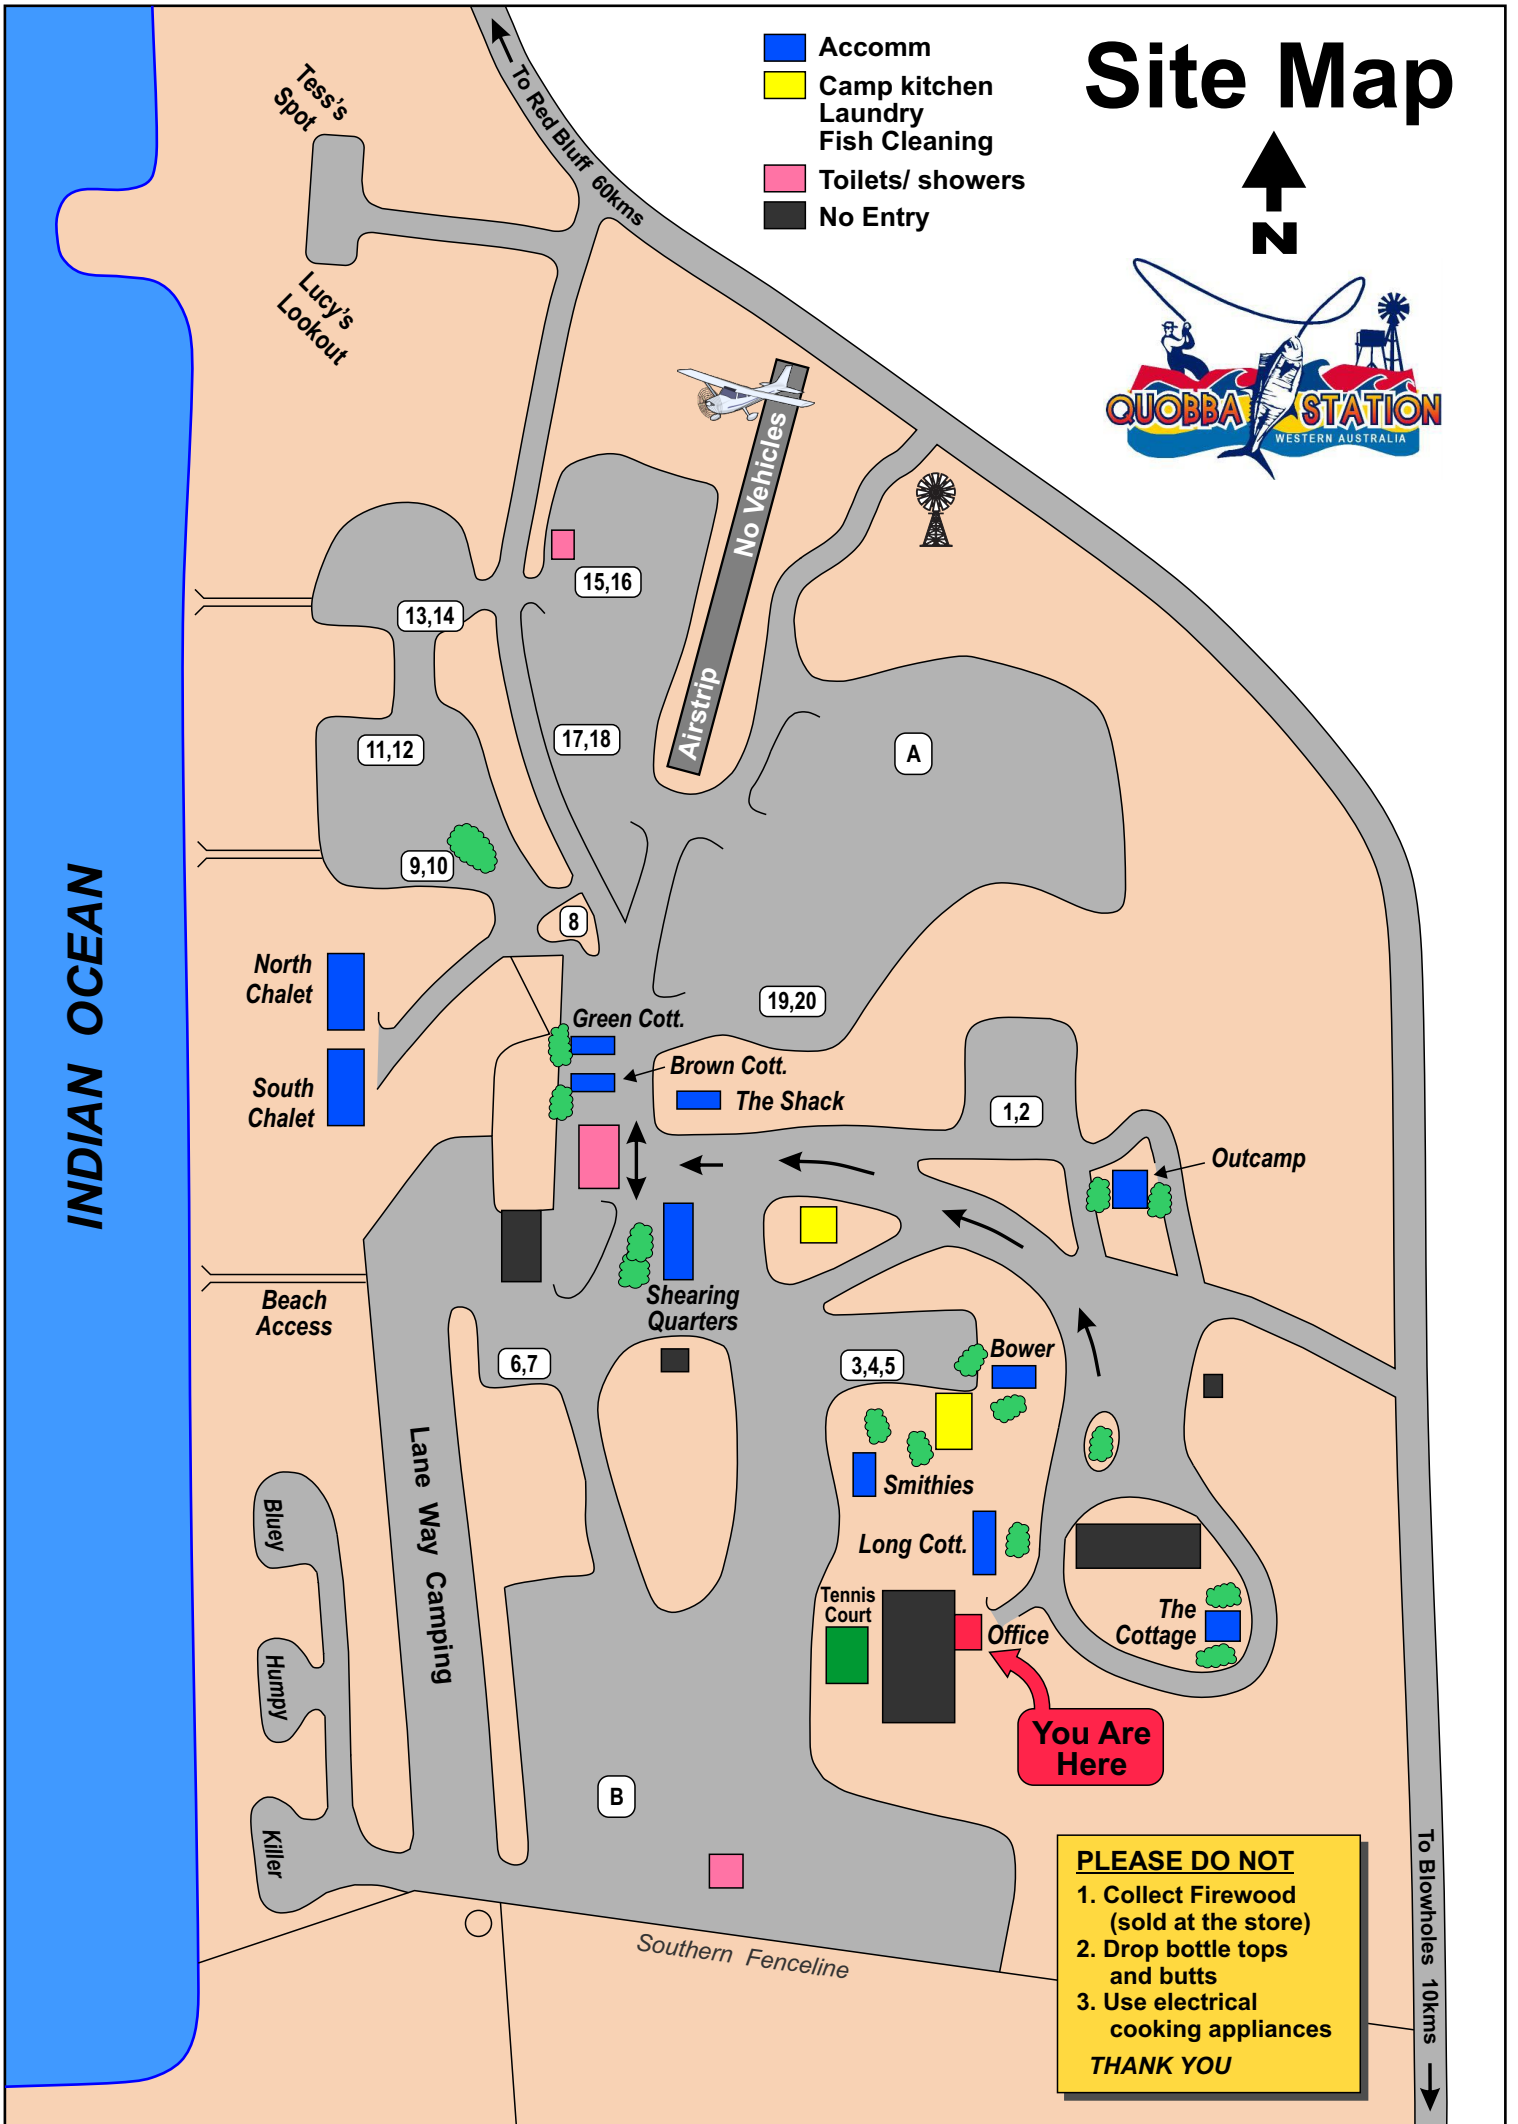 Site Map
N
QUOBBA STATION
WESTERN AUSTRALIA
Accomm
Camp kitchen
Laundry
Fish Cleaning
Toilets/ showers
No Entry
To Red Bluff 60kms
Tess's
Spot
Lucy's
Lookout
No Vehicles
Airstrip
15,16
13,14
17,18
11,12
A
9,10
8
INDIAN OCEAN
North
Chalet
South
Chalet
19,20
Green Cott.
Brown Cott.
The Shack
1,2
Outcamp
Shearing
Quarters
Beach
Access
6,7
3,4,5
Bower
Smithies
Long Cott.
Tennis
Court
Office
The
Cottage
You Are
Here
Lane Way Camping
Bluey
Humpy
Killer
B
Southern Fenceline
PLEASE DO NOT
1. Collect Firewood
(sold at the store)
2. Drop bottle tops
and butts
3. Use electrical
cooking appliances
THANK YOU
To Blowholes 10kms